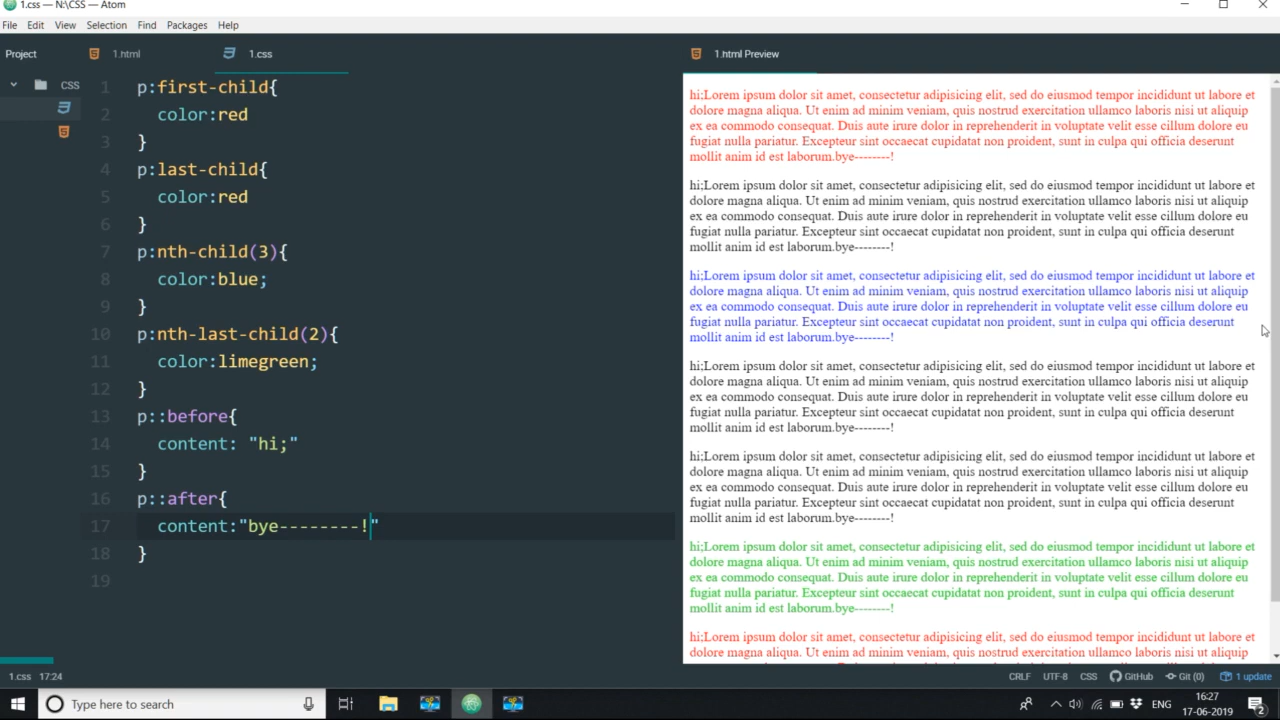 1.css — N:\CSS — Atom
File Edit View Selection Find Packages Help
Project 1.html 1.css 1.html Preview
CSS
1 p:first-child{
2 color:red
3 }
4 p:last-child{
5 color:red
6 }
7 p:nth-child(3){
8 color:blue;
9 }
10 p:nth-last-child(2){
11 color:limegreen;
12 }
13 p::before{
14 content: "hi;"
15 }
16 p::after{
17 content:"bye--------!"
18 }
19
hi;Lorem ipsum dolor sit amet, consectetur adipisicing elit, sed do eiusmod tempor incididunt ut labore et
dolore magna aliqua. Ut enim ad minim veniam, quis nostrud exercitation ullamco laboris nisi ut aliquip
ex ea commodo consequat. Duis aute irure dolor in reprehenderit in voluptate velit esse cillum dolore eu
fugiat nulla pariatur. Excepteur sint occaecat cupidatat non proident, sunt in culpa qui officia deserunt
mollit anim id est laborum.bye--------!
hi;Lorem ipsum dolor sit amet, consectetur adipisicing elit, sed do eiusmod tempor incididunt ut labore et
dolore magna aliqua. Ut enim ad minim veniam, quis nostrud exercitation ullamco laboris nisi ut aliquip
ex ea commodo consequat. Duis aute irure dolor in reprehenderit in voluptate velit esse cillum dolore eu
fugiat nulla pariatur. Excepteur sint occaecat cupidatat non proident, sunt in culpa qui officia deserunt
mollit anim id est laborum.bye--------!
hi;Lorem ipsum dolor sit amet, consectetur adipisicing elit, sed do eiusmod tempor incididunt ut labore et
dolore magna aliqua. Ut enim ad minim veniam, quis nostrud exercitation ullamco laboris nisi ut aliquip
ex ea commodo consequat. Duis aute irure dolor in reprehenderit in voluptate velit esse cillum dolore eu
fugiat nulla pariatur. Excepteur sint occaecat cupidatat non proident, sunt in culpa qui officia deserunt
mollit anim id est laborum.bye--------!
hi;Lorem ipsum dolor sit amet, consectetur adipisicing elit, sed do eiusmod tempor incididunt ut labore et
dolore magna aliqua. Ut enim ad minim veniam, quis nostrud exercitation ullamco laboris nisi ut aliquip
ex ea commodo consequat. Duis aute irure dolor in reprehenderit in voluptate velit esse cillum dolore eu
fugiat nulla pariatur. Excepteur sint occaecat cupidatat non proident, sunt in culpa qui officia deserunt
mollit anim id est laborum.bye--------!
hi;Lorem ipsum dolor sit amet, consectetur adipisicing elit, sed do eiusmod tempor incididunt ut labore et
dolore magna aliqua. Ut enim ad minim veniam, quis nostrud exercitation ullamco laboris nisi ut aliquip
ex ea commodo consequat. Duis aute irure dolor in reprehenderit in voluptate velit esse cillum dolore eu
fugiat nulla pariatur. Excepteur sint occaecat cupidatat non proident, sunt in culpa qui officia deserunt
mollit anim id est laborum.bye--------!
hi;Lorem ipsum dolor sit amet, consectetur adipisicing elit, sed do eiusmod tempor incididunt ut labore et
dolore magna aliqua. Ut enim ad minim veniam, quis nostrud exercitation ullamco laboris nisi ut aliquip
ex ea commodo consequat. Duis aute irure dolor in reprehenderit in voluptate velit esse cillum dolore eu
fugiat nulla pariatur. Excepteur sint occaecat cupidatat non proident, sunt in culpa qui officia deserunt
mollit anim id est laborum.bye--------!
hi;Lorem ipsum dolor sit amet, consectetur adipisicing elit, sed do eiusmod tempor incididunt ut labore et
dolore magna aliqua. Ut enim ad minim veniam, quis nostrud exercitation ullamco laboris nisi ut aliquip
1.css 17:24 CRLF UTF-8 CSS GitHub Git (0) 1 update
Type here to search ENG 16:27
17-06-2019 2